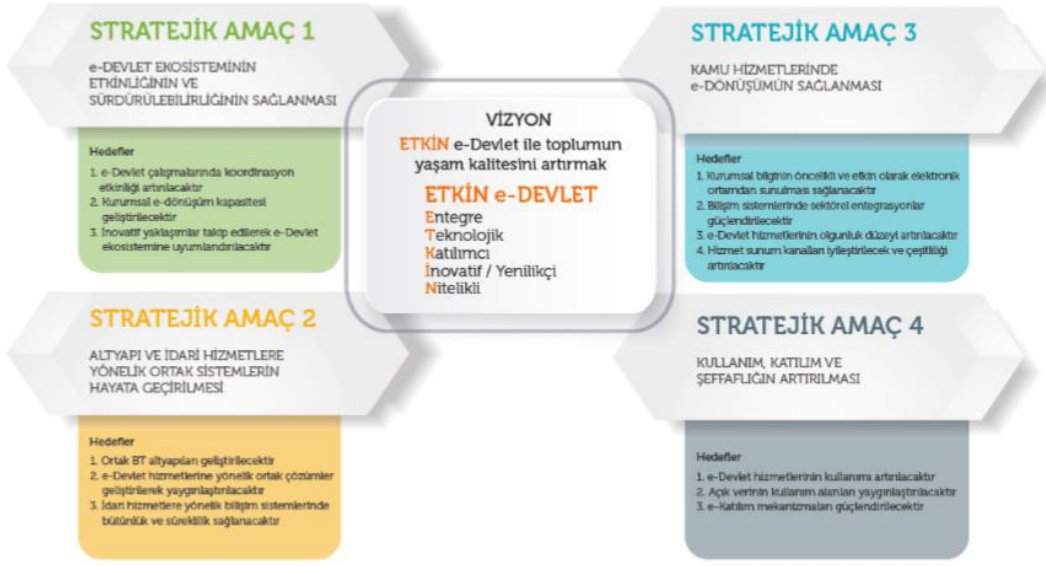 STRATEJİK AMAÇ 1
e-DEVLET EKOSİSTEMİNİN
ETKİNLİĞİNİN VE
SÜRDÜRÜLEBİLİRLİĞİNİN SAĞLANMASI
Hedefler
1. e-Devlet çalışmalarında koordinasyon
etkinliği artırılacaktır
2. Kurumsal e-dönüşüm kapasitesi
geliştirilecektir
3. İnovatif yaklaşımlar takip edilerek e-Devlet
ekosistemine uyumlandırılacaktır
STRATEJİK AMAÇ 2
ALTYAPI VE İDARİ HİZMETLERE
YÖNELİK ORTAK SİSTEMLERİN
HAYATA GEÇİRİLMESİ
Hedefler
1. Ortak BT altyapıları geliştirilecektir
2. e-Devlet hizmetlerine yönelik ortak çözümler
geliştirilerek yaygınlaştırılacaktır
3. İdari hizmetlere yönelik bilişim sistemlerinde
bütünlük ve süreklilik sağlanacaktır
VİZYON
ETKİN e-Devlet ile toplumun
yaşam kalitesini artırmak
ETKİN e-DEVLET
Entegre
Teknolojik
Katılımcı
İnovatif / Yenilikçi
Nitelikli
STRATEJİK AMAÇ 3
KAMU HİZMETLERİNDE
e-DÖNÜŞÜMÜN SAĞLANMASI
Hedefler
1. Kurumsal bilginin öncelikli ve etkin olarak elektronik
ortamdan sunulması sağlanacaktır
2. Bilişim sistemlerinde sektörel entegrasyonlar
güçlendirilecektir
3. e-Devlet hizmetlerinin olgunluk düzeyi artırılacaktır
4. Hizmet sunum kanalları iyileştirilecek ve çeşitliliği
artırılacaktır
STRATEJİK AMAÇ 4
KULLANIM, KATILIM VE
ŞEFFAFLIĞIN ARTIRILMASI
Hedefler
1. e-Devlet hizmetlerinin kullanımı artırılacaktır
2. Açık verinin kullanım alanları yaygınlaştırılacaktır
3. e-Katılım mekanizmaları güçlendirilecektir